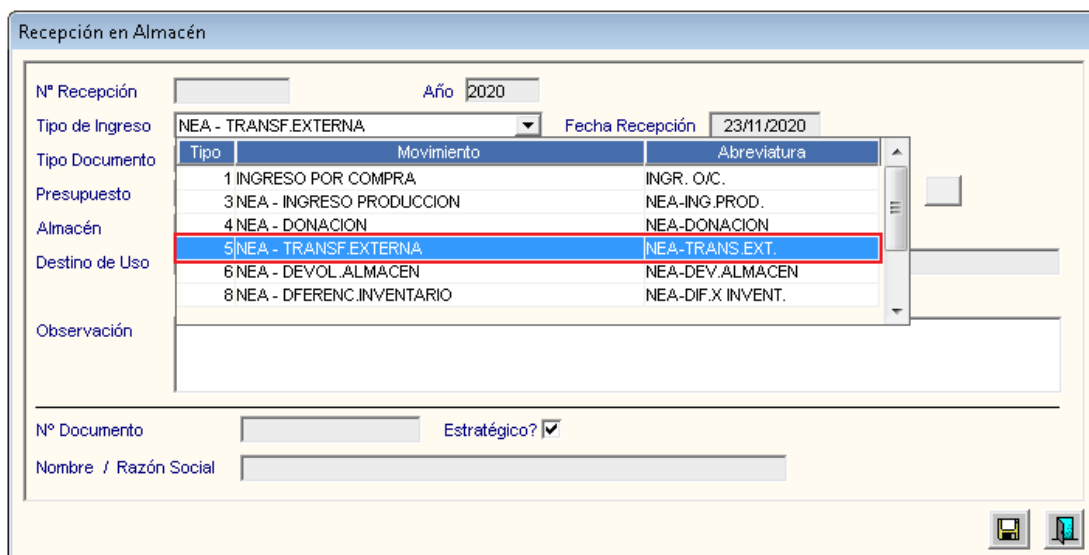 Recepción en Almacén
Nº Recepción Año 2020
Tipo de Ingreso NEA - TRANSF.EXTERNA Fecha Recepción 23/11/2020
Tipo Documento Tipo Movimiento Abreviatura
1 INGRESO POR COMPRA INGR. O/C.
Presupuesto 3 NEA - INGRESO PRODUCCION NEA-ING.PROD.
Almacén 4 NEA - DONACION NEA-DONACION
5 NEA - TRANSF.EXTERNA NEA-TRANS.EXT.
Destino de Uso 6 NEA - DEVOL.ALMACEN NEA-DEV.ALMACEN
8 NEA - DFERENC.INVENTARIO NEA-DIF.X INVENT.
Observación
Nº Documento Estratégico?
Nombre / Razón Social